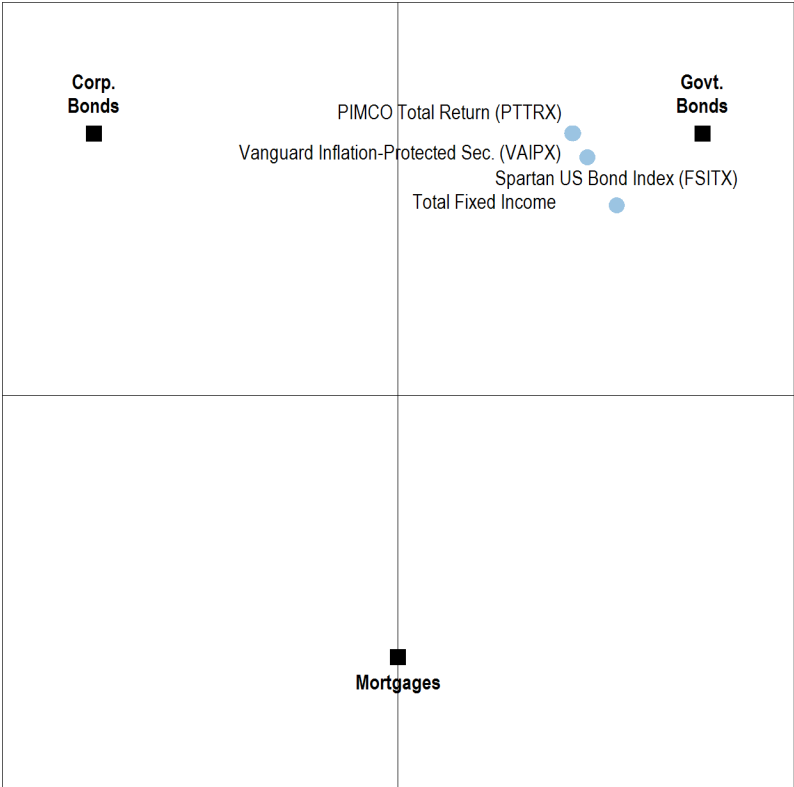 Corp.
Bonds
Govt.
Bonds
PIMCO Total Return (PTTRX)
Vanguard Inflation-Protected Sec. (VAIPX)
Spartan US Bond Index (FSITX)
Total Fixed Income
Mortgages